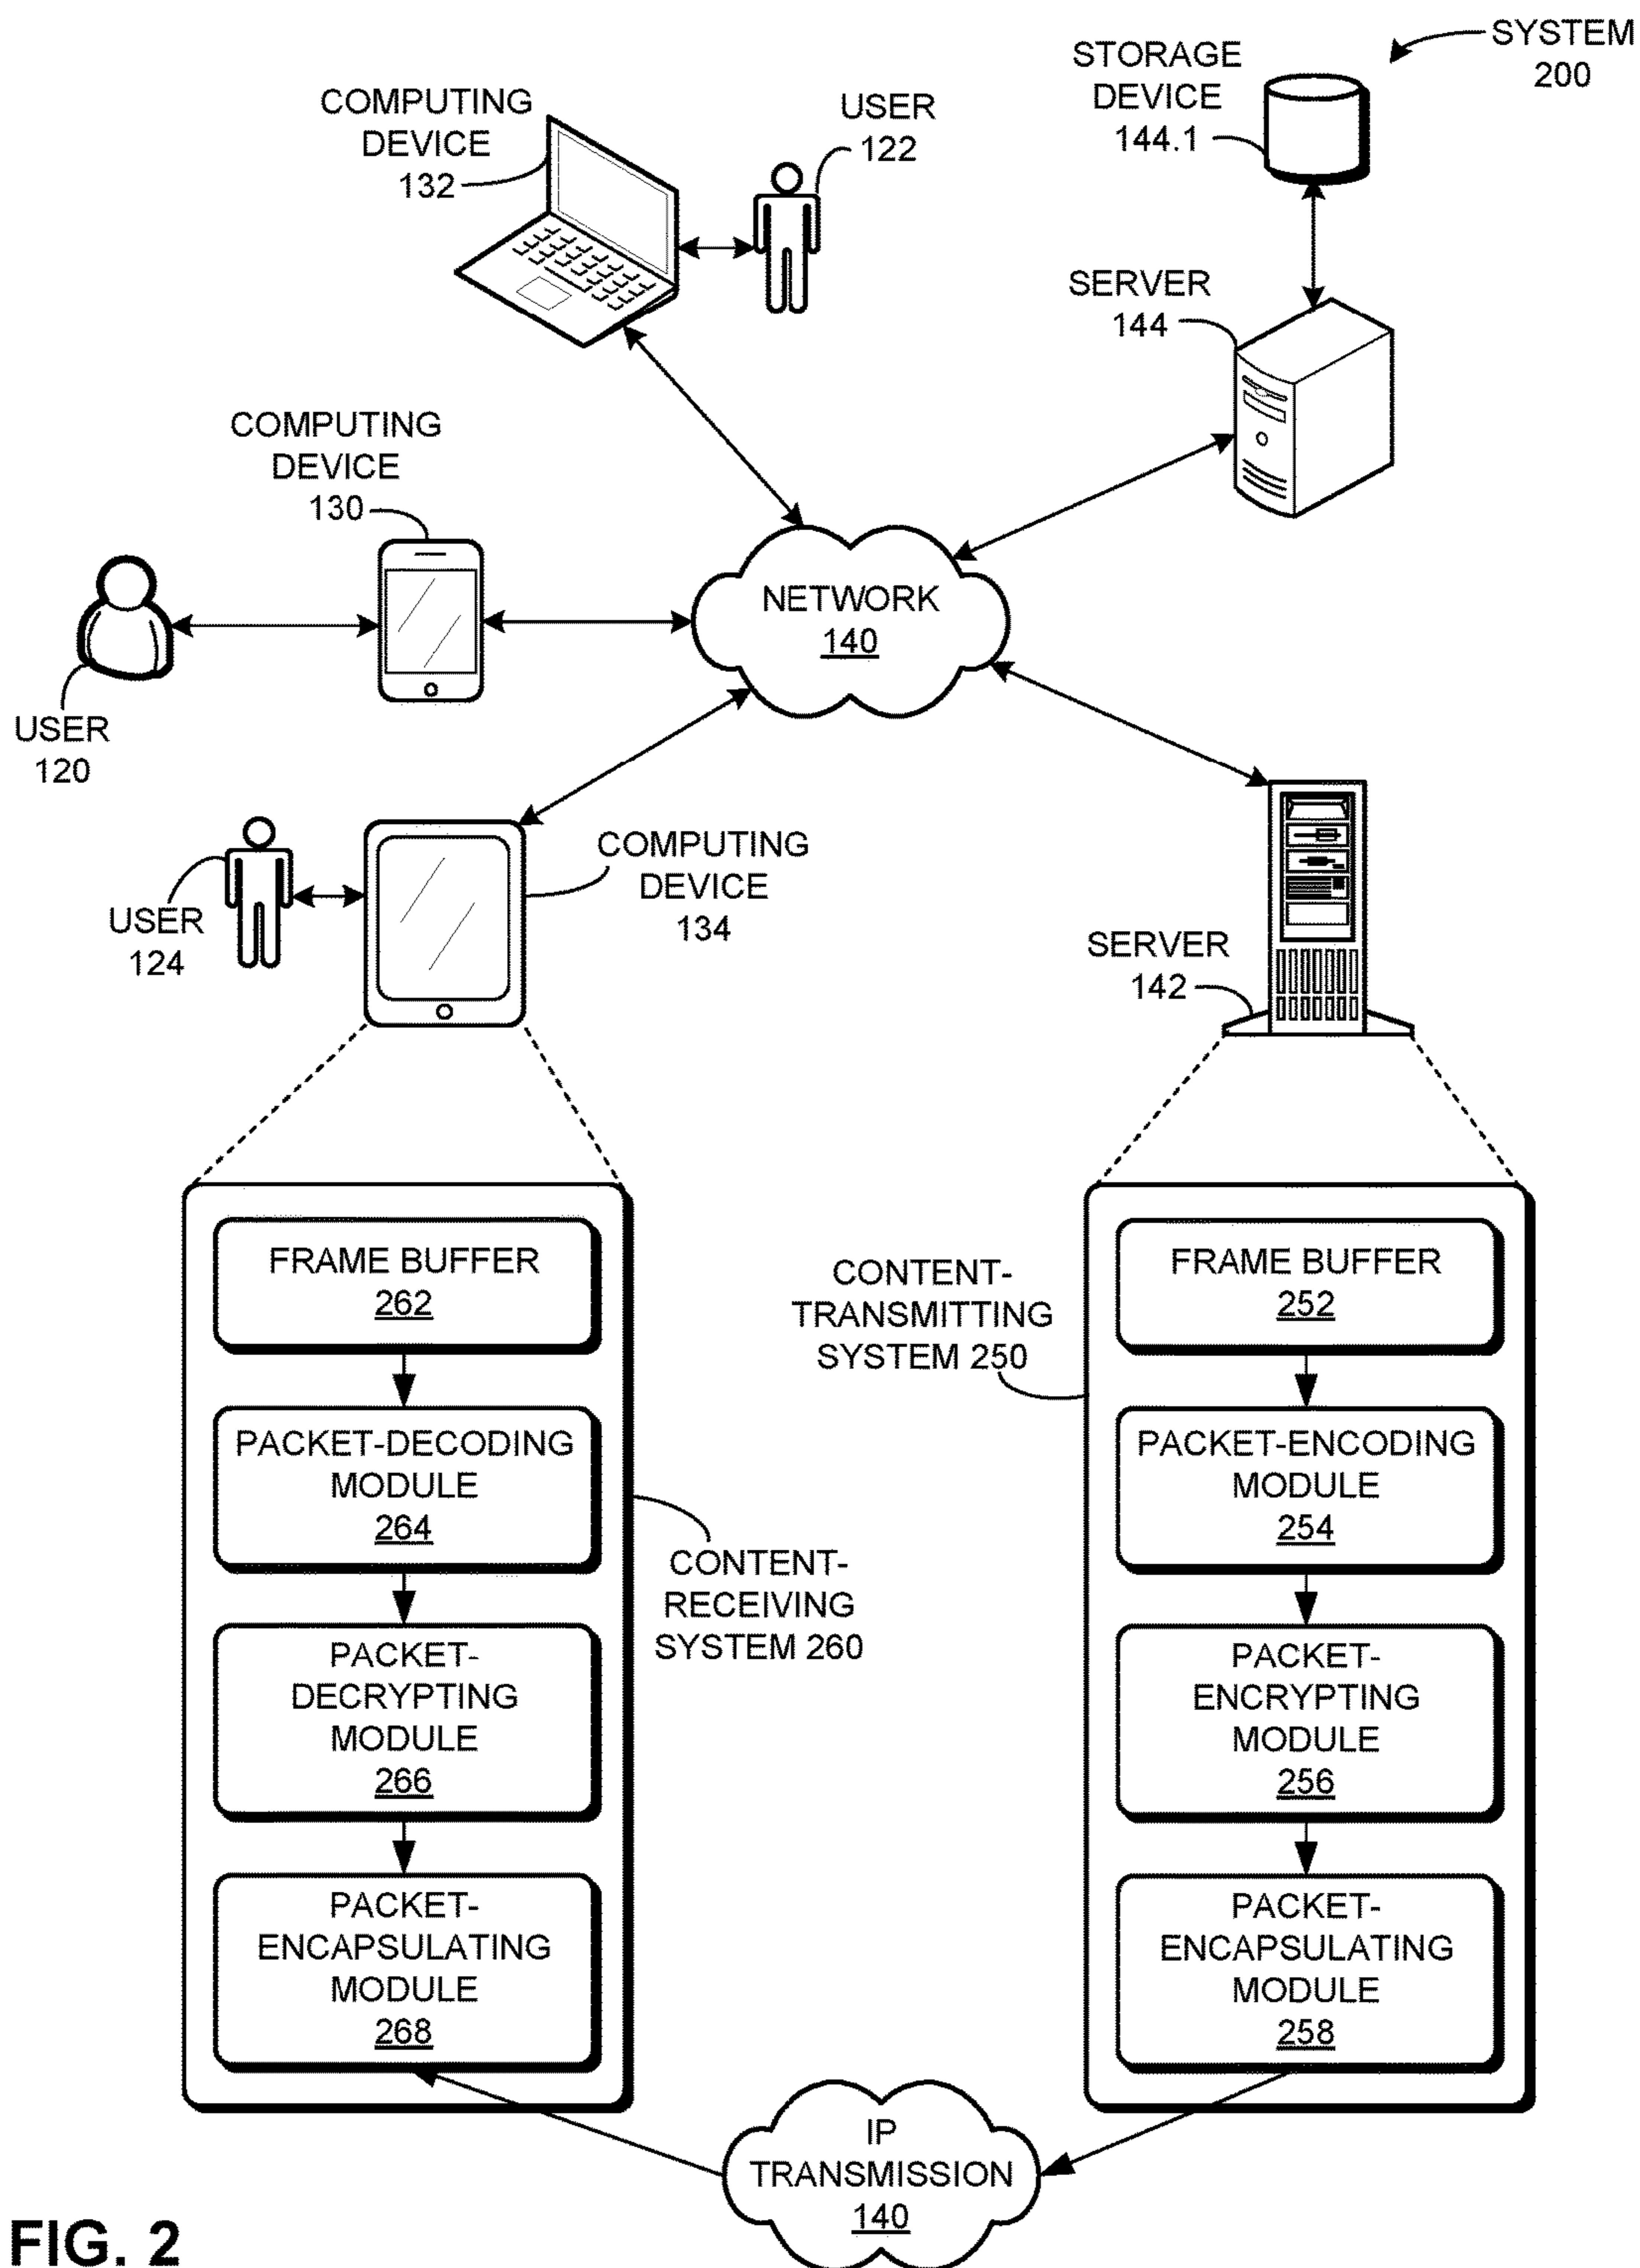 SYSTEM
200
STORAGE
DEVICE
144.1
COMPUTING
DEVICE
132
USER
122
SERVER
144
COMPUTING
DEVICE
130
NETWORK
140
USER
120
COMPUTING
DEVICE
134
USER
124
SERVER
142
FRAME BUFFER
262
PACKET-DECODING
MODULE
264
PACKET-
DECRYPTING
MODULE
266
PACKET-
ENCAPSULATING
MODULE
268
CONTENT-
RECEIVING
SYSTEM 260
CONTENT-
TRANSMITTING
SYSTEM 250
FRAME BUFFER
252
PACKET-ENCODING
MODULE
254
PACKET-
ENCRYPTING
MODULE
256
PACKET-
ENCAPSULATING
MODULE
258
IP
TRANSMISSION
140
FIG. 2